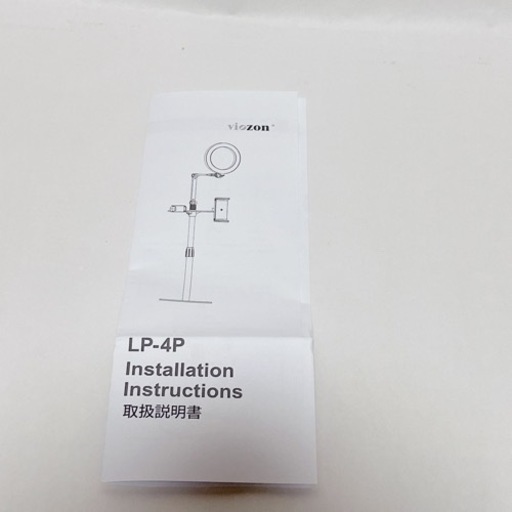 viozon
LP-4P
Installation
Instructions
取扱説明書